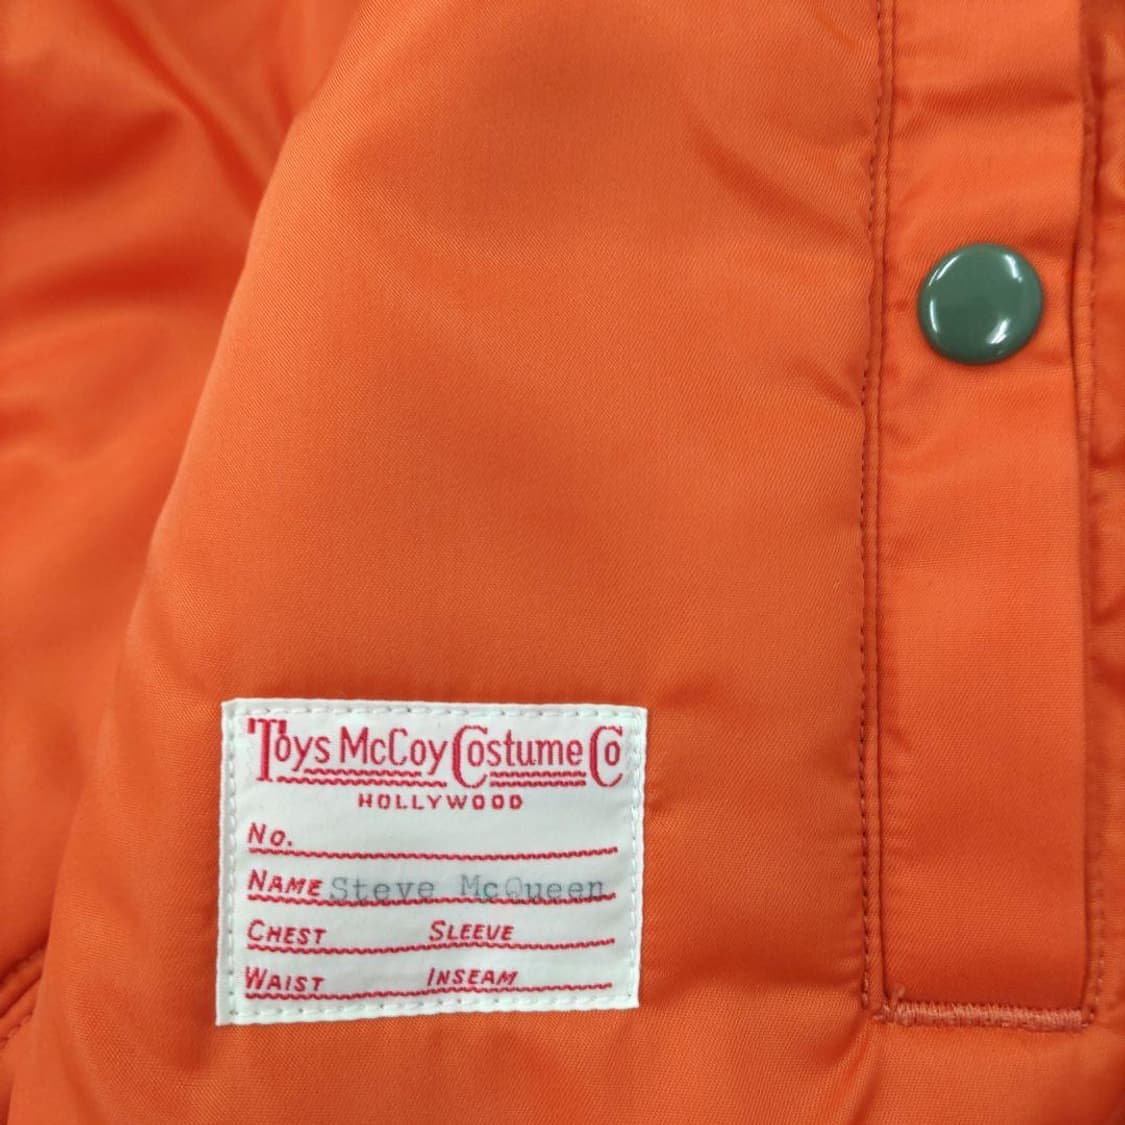 Toys McCoy Costume Co
HOLLYWOOD
No.
NAME Steve McQueen
CHEST SLEEVE
WAIST INSEAM